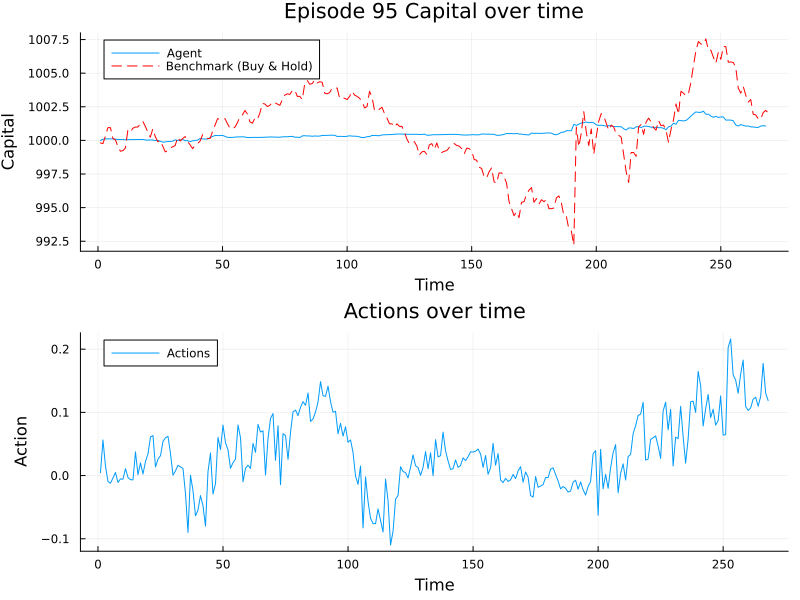 Episode 95 Capital over time
Agent
Benchmark (Buy & Hold)
Capital
1007.5
1005.0
1002.5
1000.0
997.5
995.0
992.5
0
50
100
150
200
250
Time
Actions over time
Actions
Action
0.2
0.1
0.0
−0.1
0
50
100
150
200
250
Time